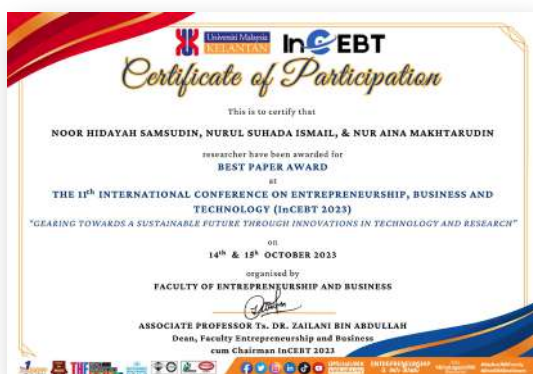 Universiti Malaysia
KELANTAN
InCEBT
Certificate of Participation
This is to certify that
NOOR HIDAYAH SAMSUDIN, NURUL SUHADA ISMAIL, & NUR AINA MAKHTARUDIN
researcher have been awarded for
BEST PAPER AWARD
at
THE 11th INTERNATIONAL CONFERENCE ON ENTREPRENEURSHIP, BUSINESS AND
TECHNOLOGY (InCEBT 2023)
"GEARING TOWARDS A SUSTAINABLE FUTURE THROUGH INNOVATIONS IN TECHNOLOGY AND RESEARCH"
on
14th & 15th OCTOBER 2023
organised by
FACULTY OF ENTREPRENEURSHIP AND BUSINESS
ASSOCIATE PROFESSOR Ts. DR. ZAILANI BIN ABDULLAH
Dean, Faculty Entrepreneurship and Business
cum Chairman InCEBT 2023
ENTREPRENEURSHIP